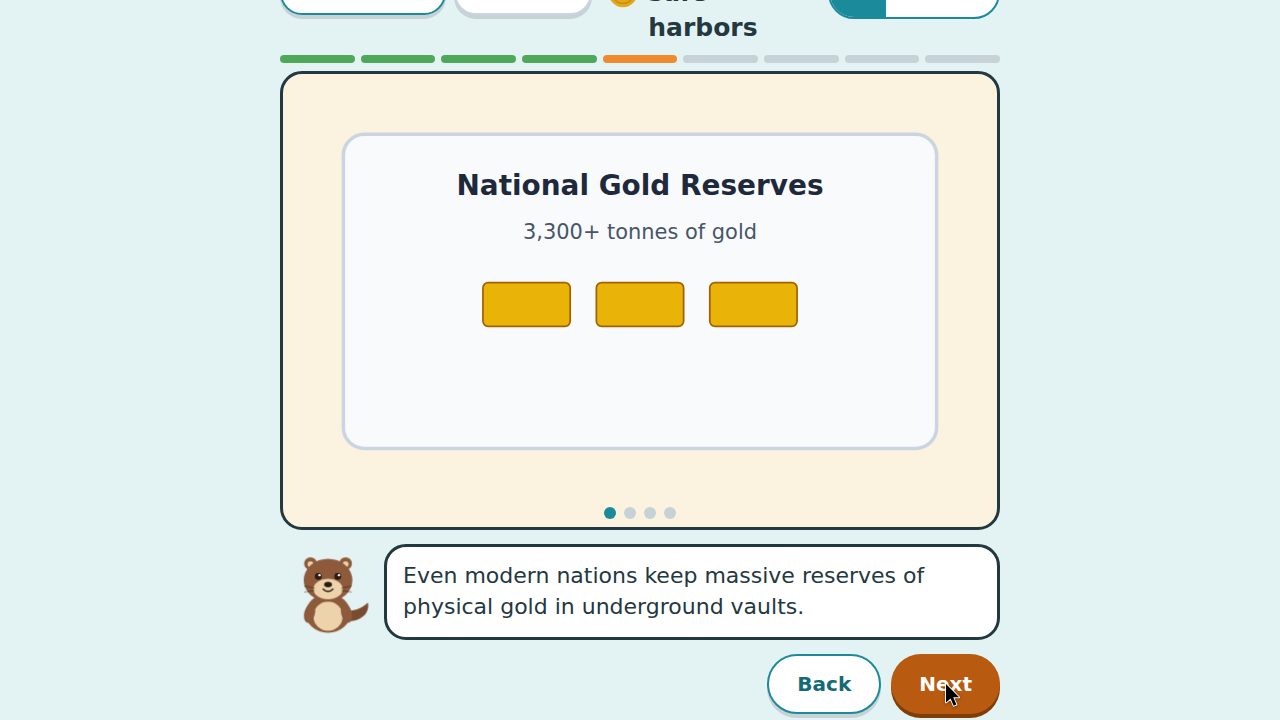 harbors
National Gold Reserves
3,300+ tonnes of gold
Even modern nations keep massive reserves of
physical gold in underground vaults.
Back
Next